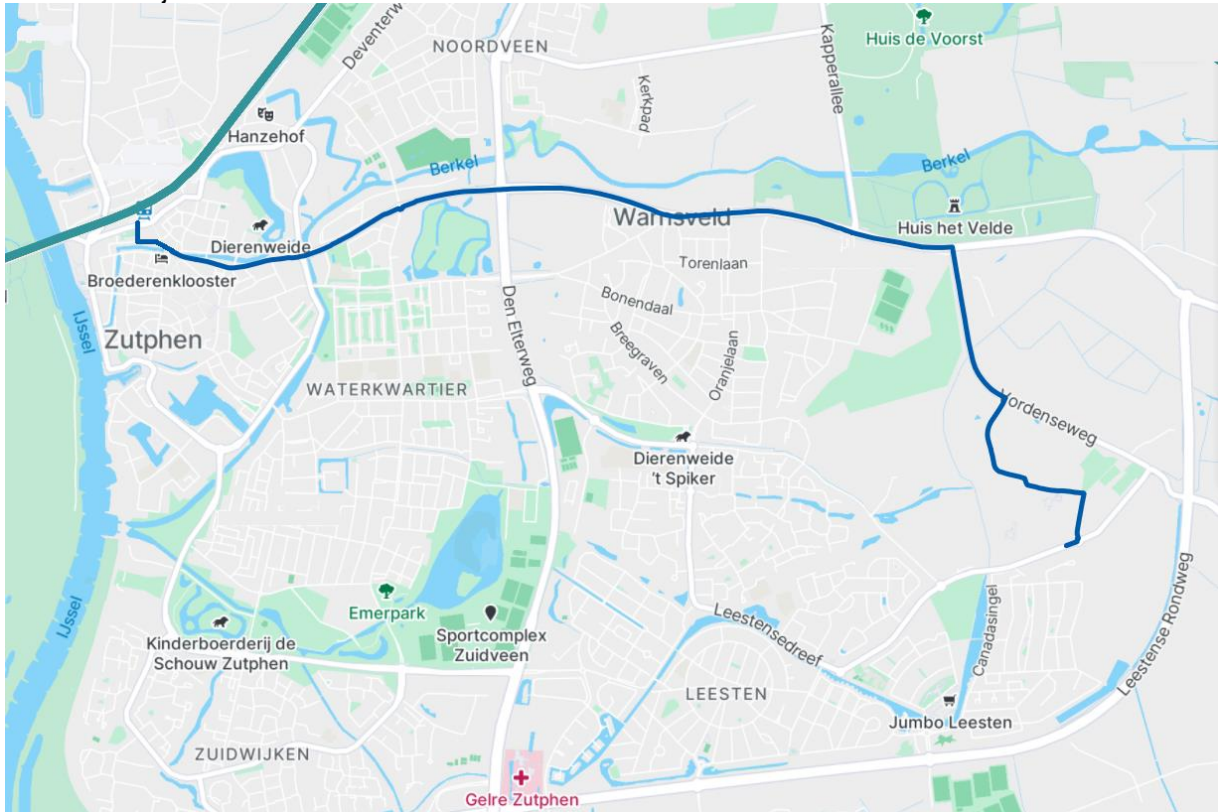 Huis de Voorst
NOORDVEEN
Deventerw
Kapperallee
Kerkpad
Hanzehof
Berkel
Berkel
Warnsveld
Huis het Velde
Dierenweide
Broederenklooster
Torenlaan
Bonendaal
IJssel
Zutphen
Den Elterweg
Breegraven
Oranjelaan
WATERKWARTIER
Vordenseweg
Dierenweide
't Spiker
Emerpark
Leestensedreef
Canadasingel
Leestense Rondweg
IJssel
Kinderboerderij de
Schouw Zutphen
Sportcomplex
Zuidveen
LEESTEN
Jumbo Leesten
ZUIDWIJKEN
Gelre Zutphen